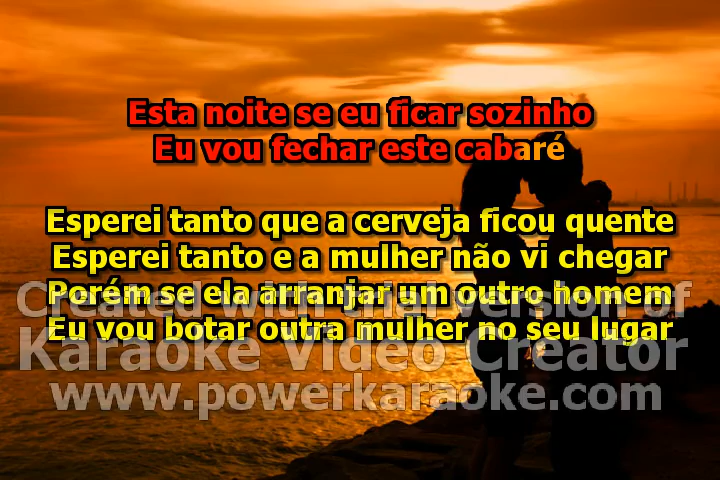 Esta noite se eu ficar sozinho
Eu vou fechar este cabaré
Esperei tanto que a cerveja ficou quente
Esperei tanto e a mulher não vi chegar
Porém se ela arranjar um outro homem
Created with trial version of
Eu vou botar outra mulher no seu lugar
Karaoke Video Creator
www.powerkaraoke.com